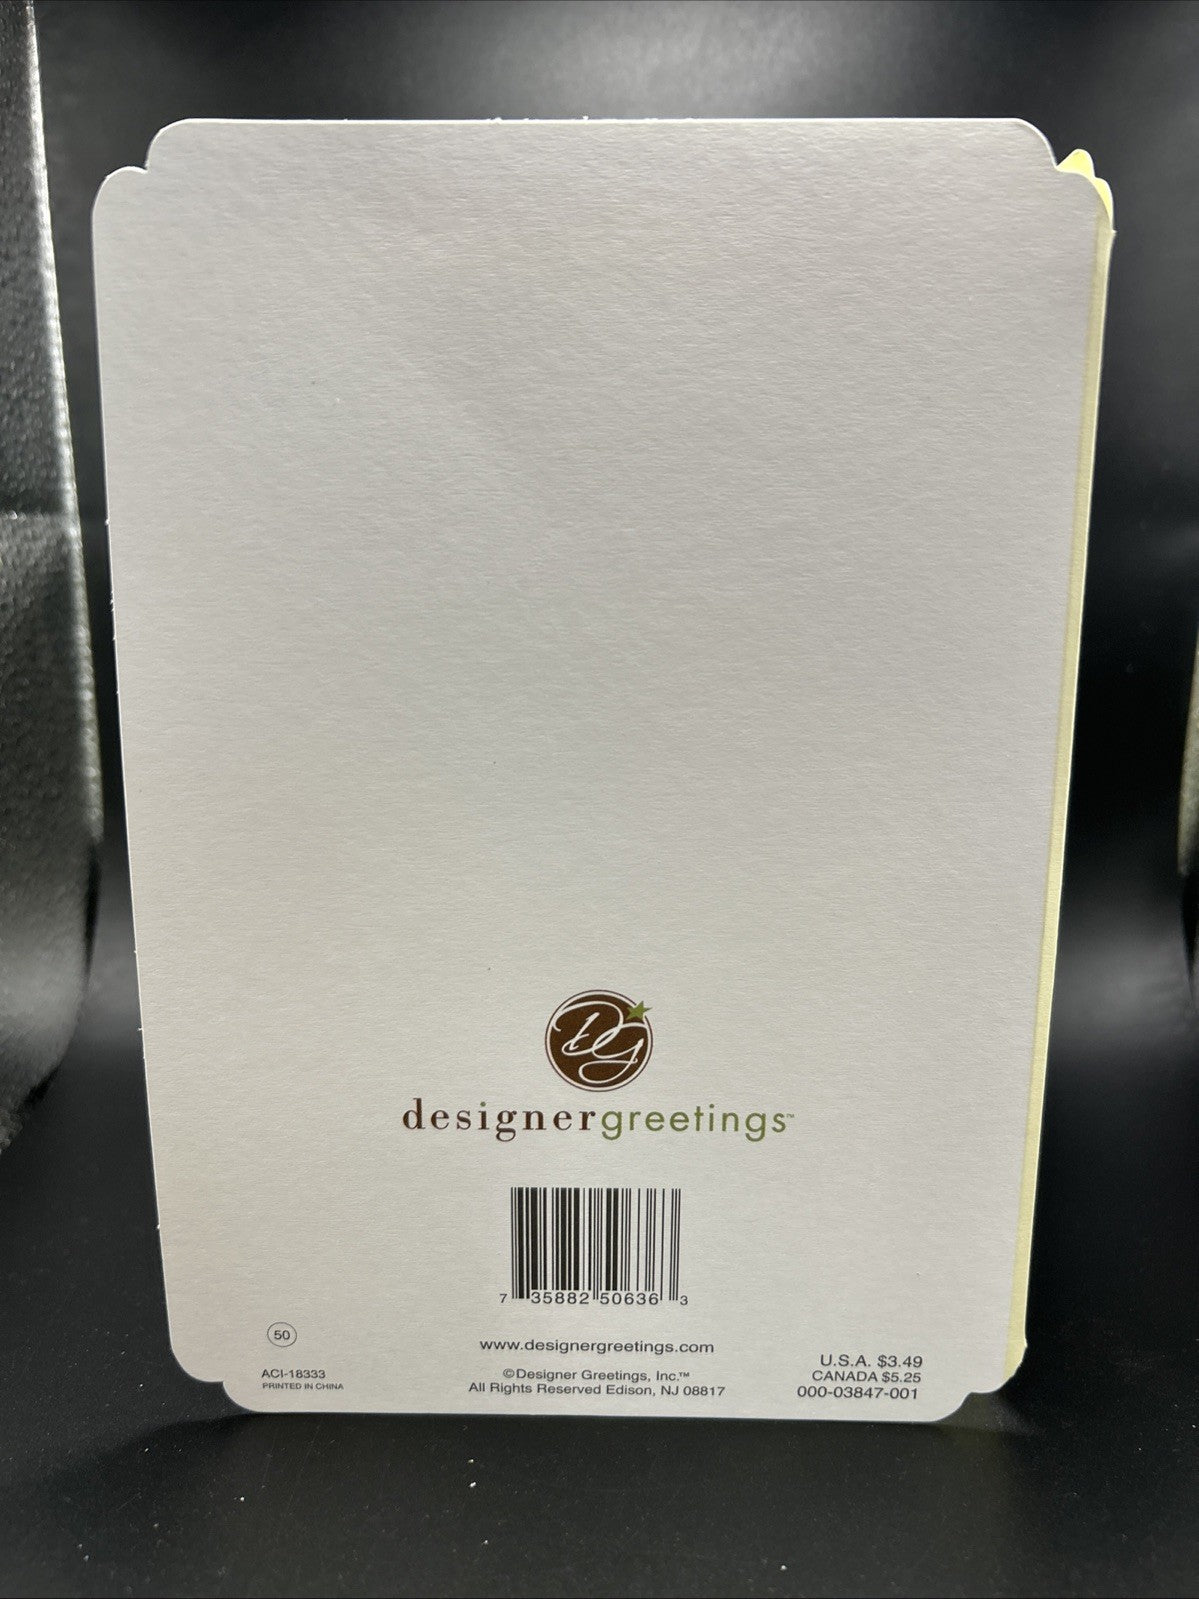 DG
designergreetings™
7 35882 50636 3
50
www.designergreetings.com
ACI-18333
PRINTED IN CHINA
©Designer Greetings, Inc.™
All Rights Reserved Edison, NJ 08817
U.S.A. $3.49
CANADA $5.25
000-03847-001